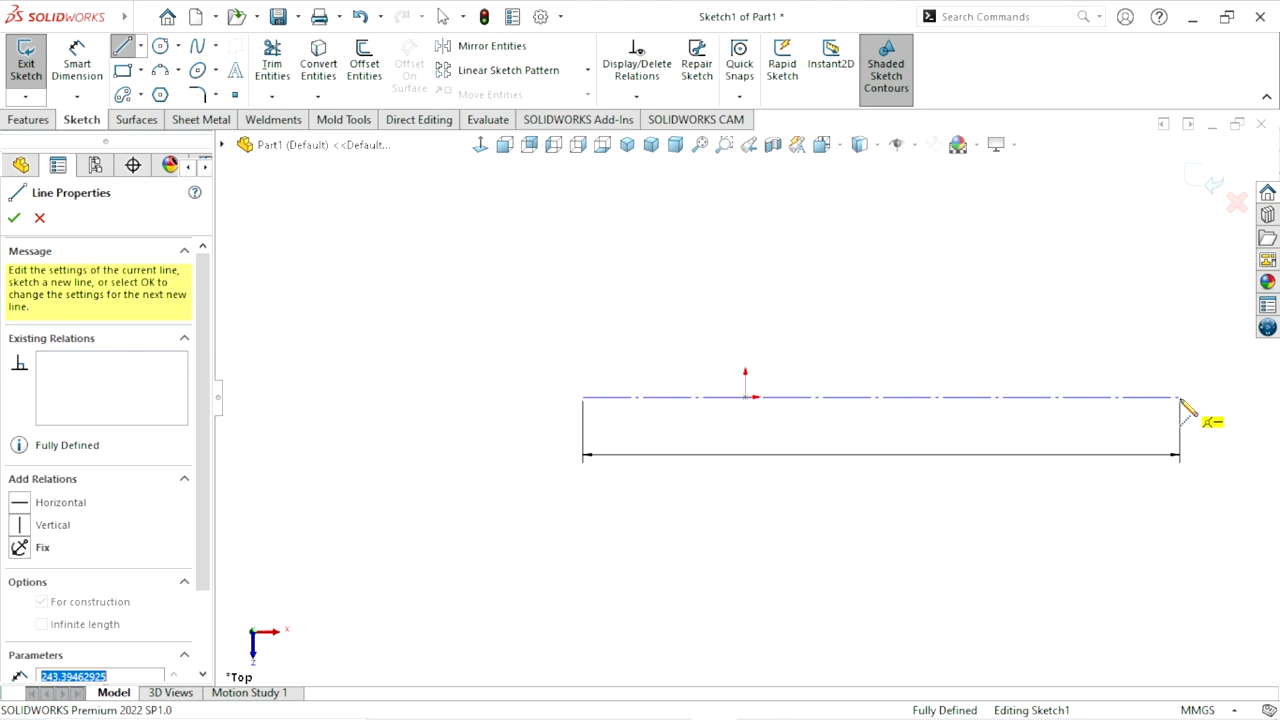 SOLIDWORKS
Sketch1 of Part1 *
Search Commands
Exit Sketch
Smart Dimension
Trim Entities
Convert Entities
Offset Entities
Offset On Surface
Mirror Entities
Linear Sketch Pattern
Move Entities
Display/Delete Relations
Repair Sketch
Quick Snaps
Rapid Sketch
Instant2D
Shaded Sketch Contours
Features
Sketch
Surfaces
Sheet Metal
Weldments
Mold Tools
Direct Editing
Evaluate
SOLIDWORKS Add-Ins
SOLIDWORKS CAM
Part1 (Default) <<Default...
Line Properties
Message
Edit the settings of the current line,
sketch a new line, or select OK to
change the settings for the next new
line.
Existing Relations
Fully Defined
Add Relations
Horizontal
Vertical
Fix
Options
For construction
Infinite length
Parameters
243.39462925
X
Z
*Top
Model
3D Views
Motion Study 1
SOLIDWORKS Premium 2022 SP1.0
Fully Defined
Editing Sketch1
MMGS